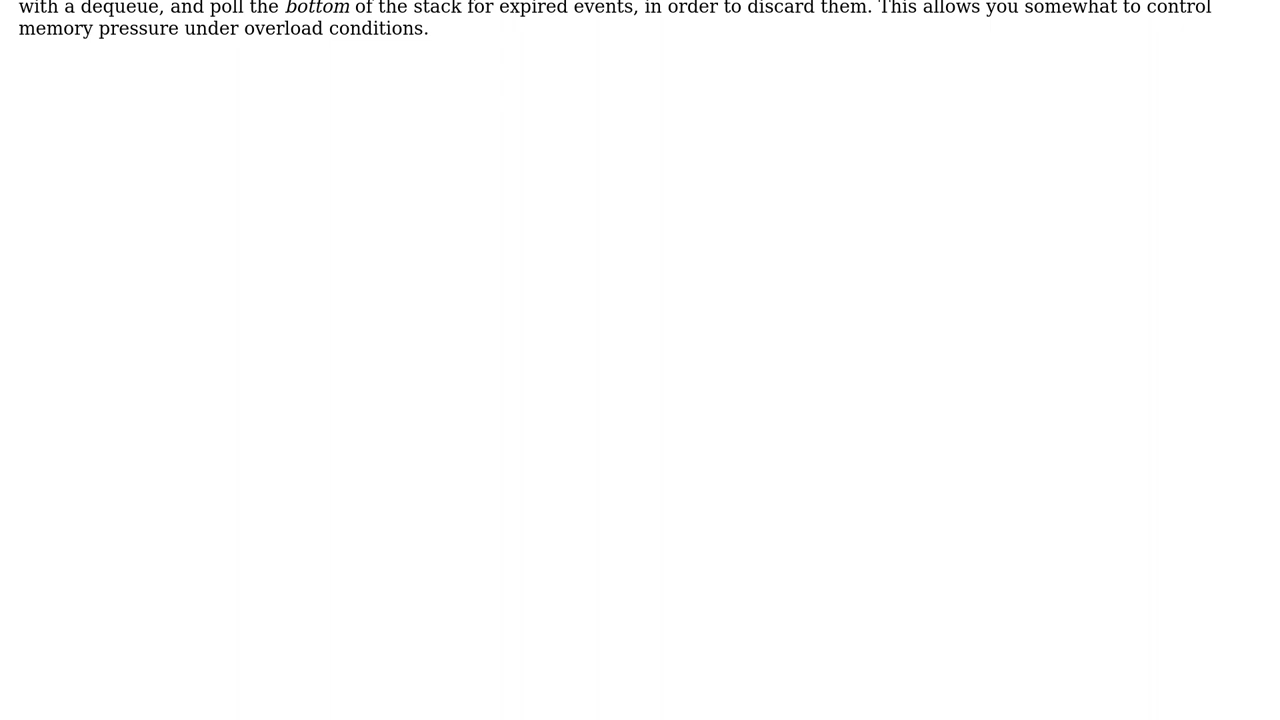 with a dequeue, and poll the bottom of the stack for expired events, in order to discard them. This allows you somewhat to control
memory pressure under overload conditions.